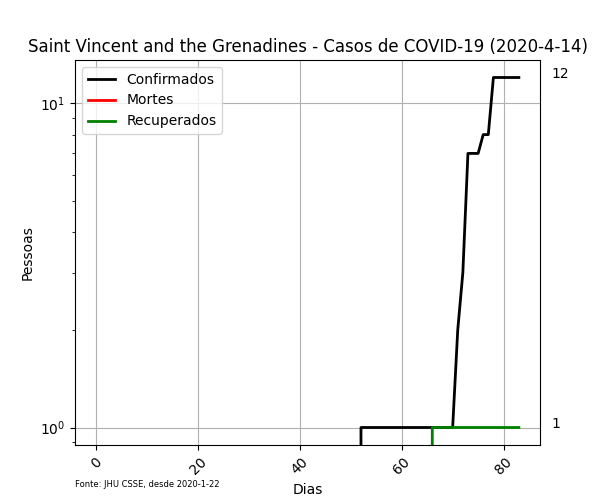 Saint Vincent and the Grenadines - Casos de COVID-19 (2020-4-14)
Confirmados
Mortes
Recuperados
12
10¹
Pessoas
10⁰
1
0 20 40 60 80
Fonte: JHU CSSE, desde 2020-1-22
Dias